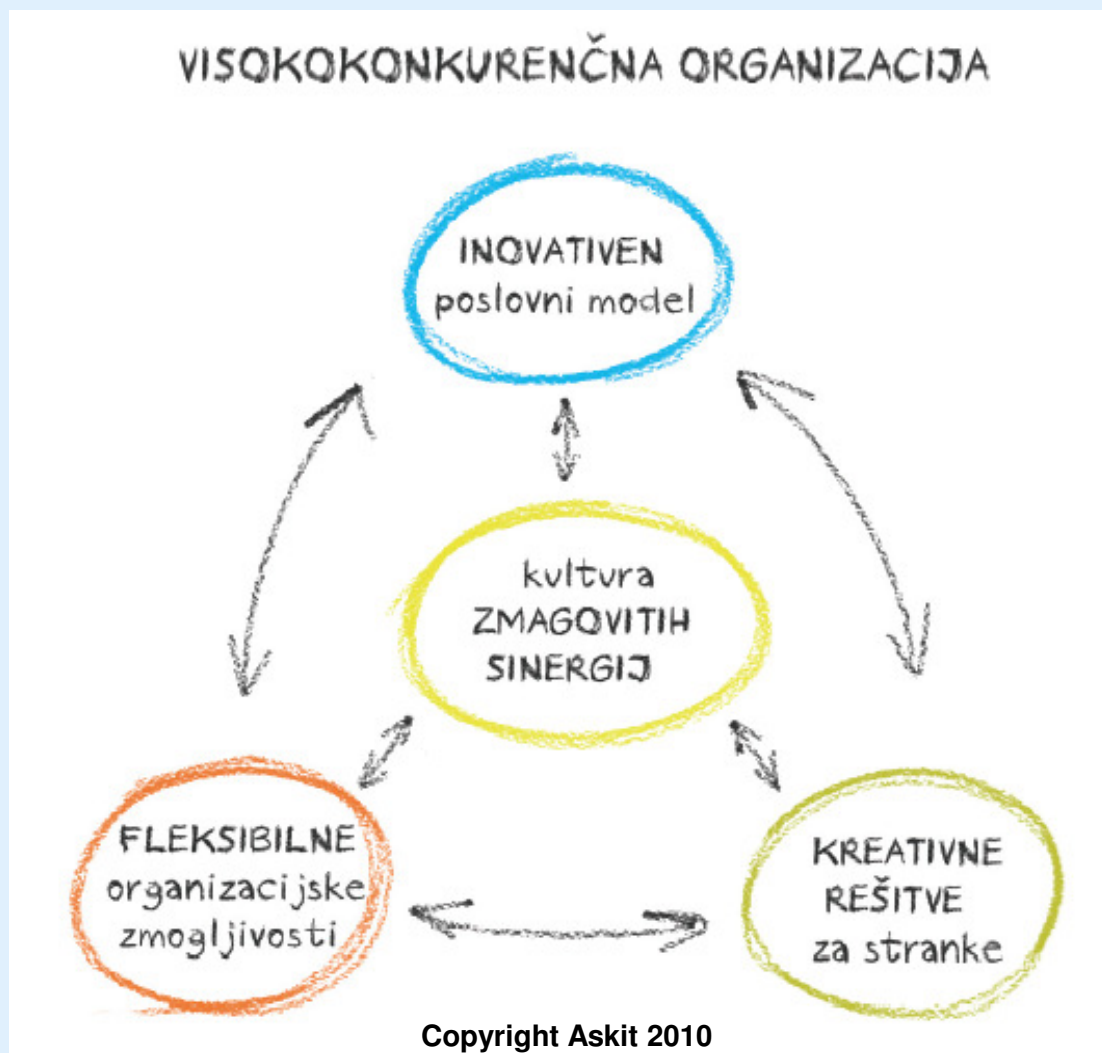 VISOKOKONKURENČNA ORGANIZACIJA
INOVATIVEN
poslovni model
kultura
ZMAGOVITIH
SINERGIJ
FLEKSIBILNE
organizacijske
zmogljivosti
KREATIVNE
REŠITVE
za stranke
Copyright Askit 2010